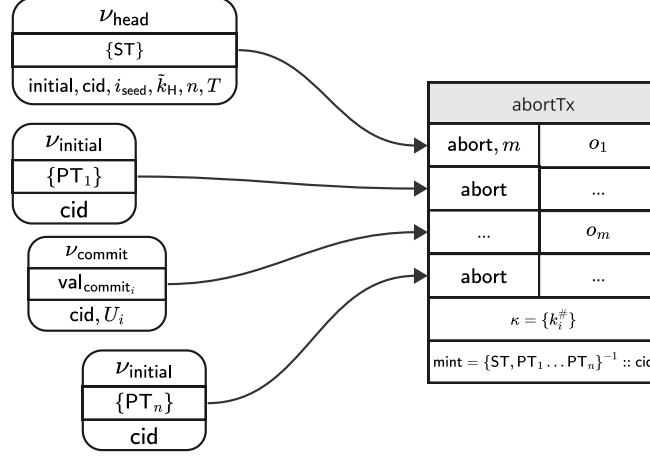 ν_head
{ST}
initial, cid, i_seed, k̃_H, n, T
ν_initial
{PT_1}
cid
ν_commit
val_commit_i
cid, U_i
ν_initial
{PT_n}
cid
abortTx
abort, m o_1
abort ...
... o_m
abort ...
κ = {k_i^#}
mint = {ST, PT_1 ... PT_n}^{-1} :: cid